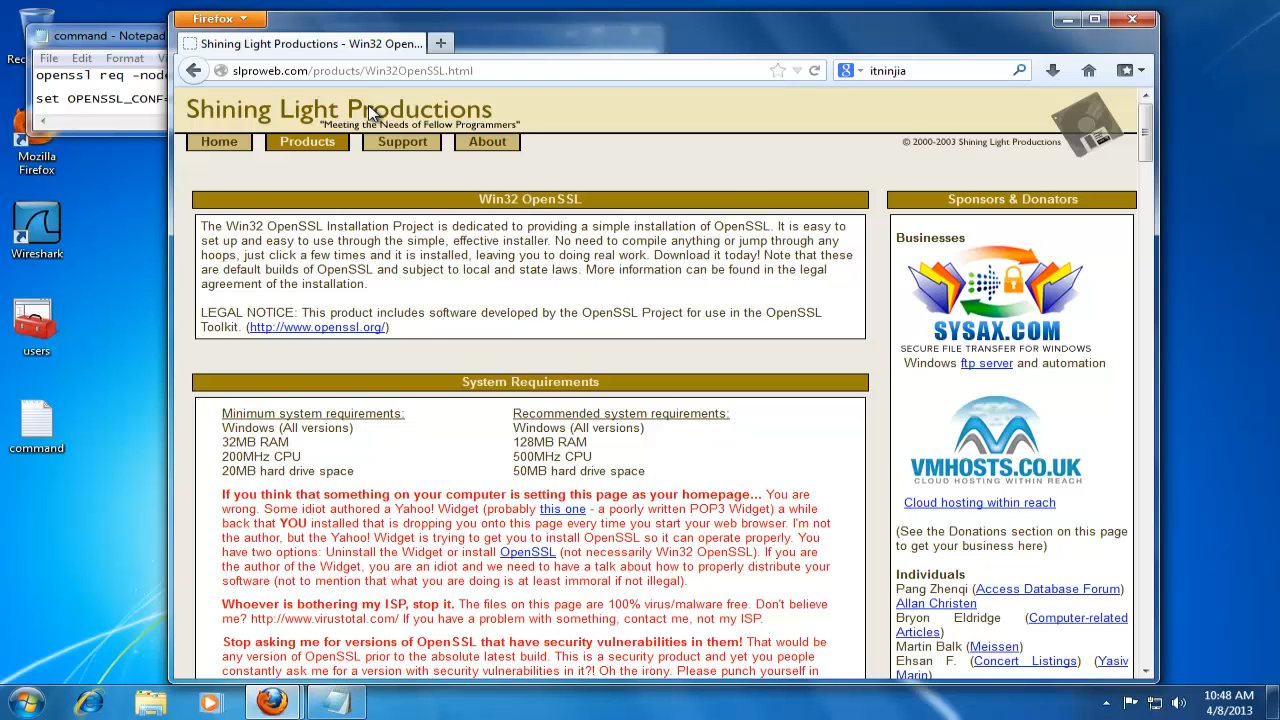 Firefox
command - Notepad
Shining Light Productions - Win32 Open...
File Edit Format
slproweb.com/products/Win32OpenSSL.html
itninjia
openssl req -node
set OPENSSL_CONF=
Shining Light Productions
"Meeting the Needs of Fellow Programmers"
Home Products Support About
© 2000-2003 Shining Light Productions
Mozilla
Firefox
Wireshark
users
command
Win32 OpenSSL
The Win32 OpenSSL Installation Project is dedicated to providing a simple installation of OpenSSL. It is easy to
set up and easy to use through the simple, effective installer. No need to compile anything or jump through any
hoops, just click a few times and it is installed, leaving you to doing real work. Download it today! Note that these
are default builds of OpenSSL and subject to local and state laws. More information can be found in the legal
agreement of the installation.
LEGAL NOTICE: This product includes software developed by the OpenSSL Project for use in the OpenSSL
Toolkit. (http://www.openssl.org/)
System Requirements
Minimum system requirements:
Windows (All versions)
32MB RAM
200MHz CPU
20MB hard drive space
Recommended system requirements:
Windows (All versions)
128MB RAM
500MHz CPU
50MB hard drive space
If you think that something on your computer is setting this page as your homepage... You are
wrong. Some idiot authored a Yahoo! Widget (probably this one - a poorly written POP3 Widget) a while
back that YOU installed that is dropping you onto this page every time you start your web browser. I'm not
the author, but the Yahoo! Widget is trying to get you to install OpenSSL so it can operate properly. You
have two options: Uninstall the Widget or install OpenSSL (not necessarily Win32 OpenSSL). If you are
the author of the Widget, you are an idiot and we need to have a talk about how to properly distribute your
software (not to mention that what you are doing is at least immoral if not illegal).
Whoever is bothering my ISP, stop it. The files on this page are 100% virus/malware free. Don't believe
me? http://www.virustotal.com/ If you have a problem with something, contact me, not my ISP.
Stop asking me for versions of OpenSSL that have security vulnerabilities in them! That would be
any version of OpenSSL prior to the absolute latest build. This is a security product and yet you people
constantly ask me for a version with security vulnerabilities in it?! Oh the irony. Please punch yourself in
Sponsors & Donators
Businesses
SYSAX.COM
SECURE FILE TRANSFER FOR WINDOWS
Windows ftp server and automation
VMHOSTS.CO.UK
CLOUD HOSTING WITHIN REACH
Cloud hosting within reach
(See the Donations section on this page
to get your business here)
Individuals
Pang Zhenqi (Access Database Forum)
Allan Christen
Bryon Eldridge (Computer-related
Articles)
Martin Balk (Meissen)
Ehsan F. (Concert Listings) (Yasiv
Marin)
10:48 AM
4/8/2013